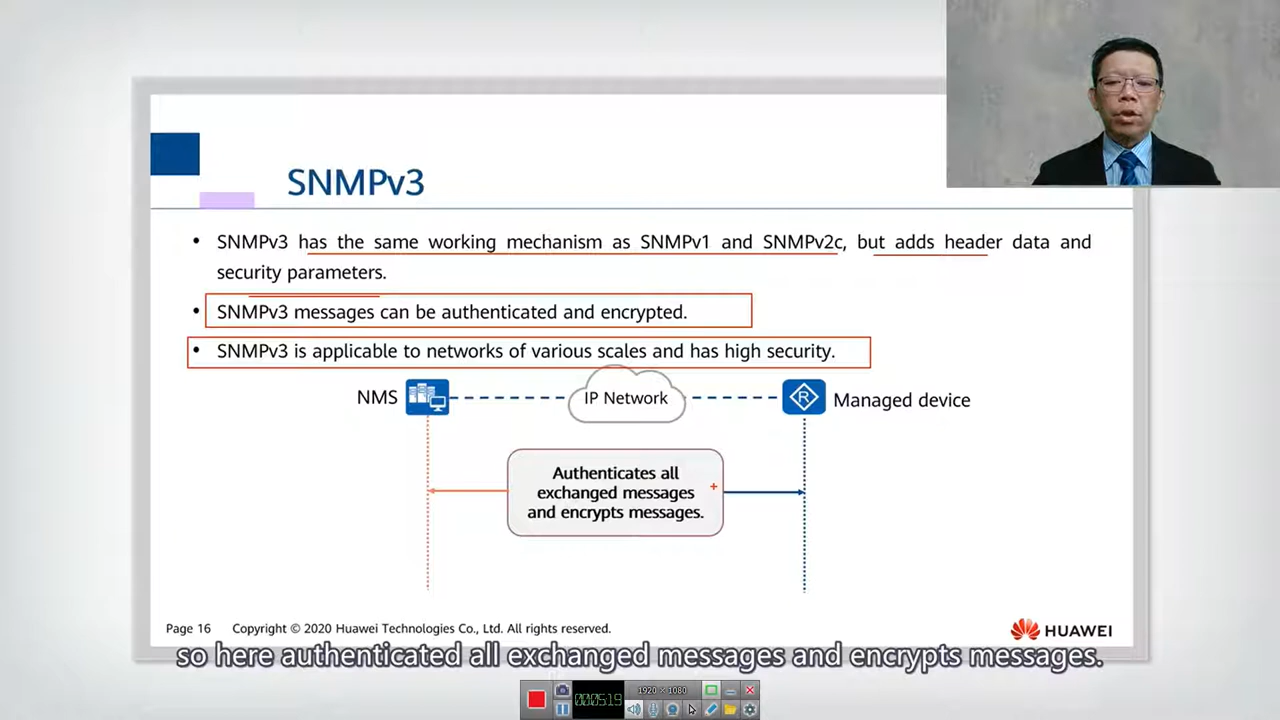 SNMPv3
• SNMPv3 has the same working mechanism as SNMPv1 and SNMPv2c, but adds header data and
security parameters.
• SNMPv3 messages can be authenticated and encrypted.
• SNMPv3 is applicable to networks of various scales and has high security.
NMS
IP Network
R
Managed device
Authenticates all
exchanged messages
and encrypts messages.
Page 16 Copyright © 2020 Huawei Technologies Co., Ltd. All rights reserved.
HUAWEI
so here authenticated all exchanged messages and encrypts messages.
000519
1920 × 1080